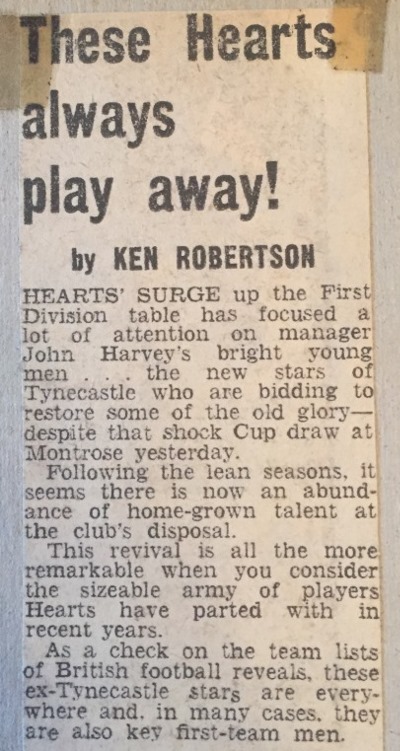 These Hearts
always
play away!
by KEN ROBERTSON
HEARTS' SURGE up the First
Division table has focused a
lot of attention on manager
John Harvey's bright young
men . . . the new stars of
Tynecastle who are bidding to
restore some of the old glory—
despite that shock Cup draw at
Montrose yesterday.
Following the lean seasons, it
seems there is now an abund-
ance of home-grown talent at
the club's disposal.
This revival is all the more
remarkable when you consider
the sizeable army of players
Hearts have parted with in
recent years.
As a check on the team lists
of British football reveals, these
ex-Tynecastle stars are every-
where and, in many cases, they
are also key first-team men.